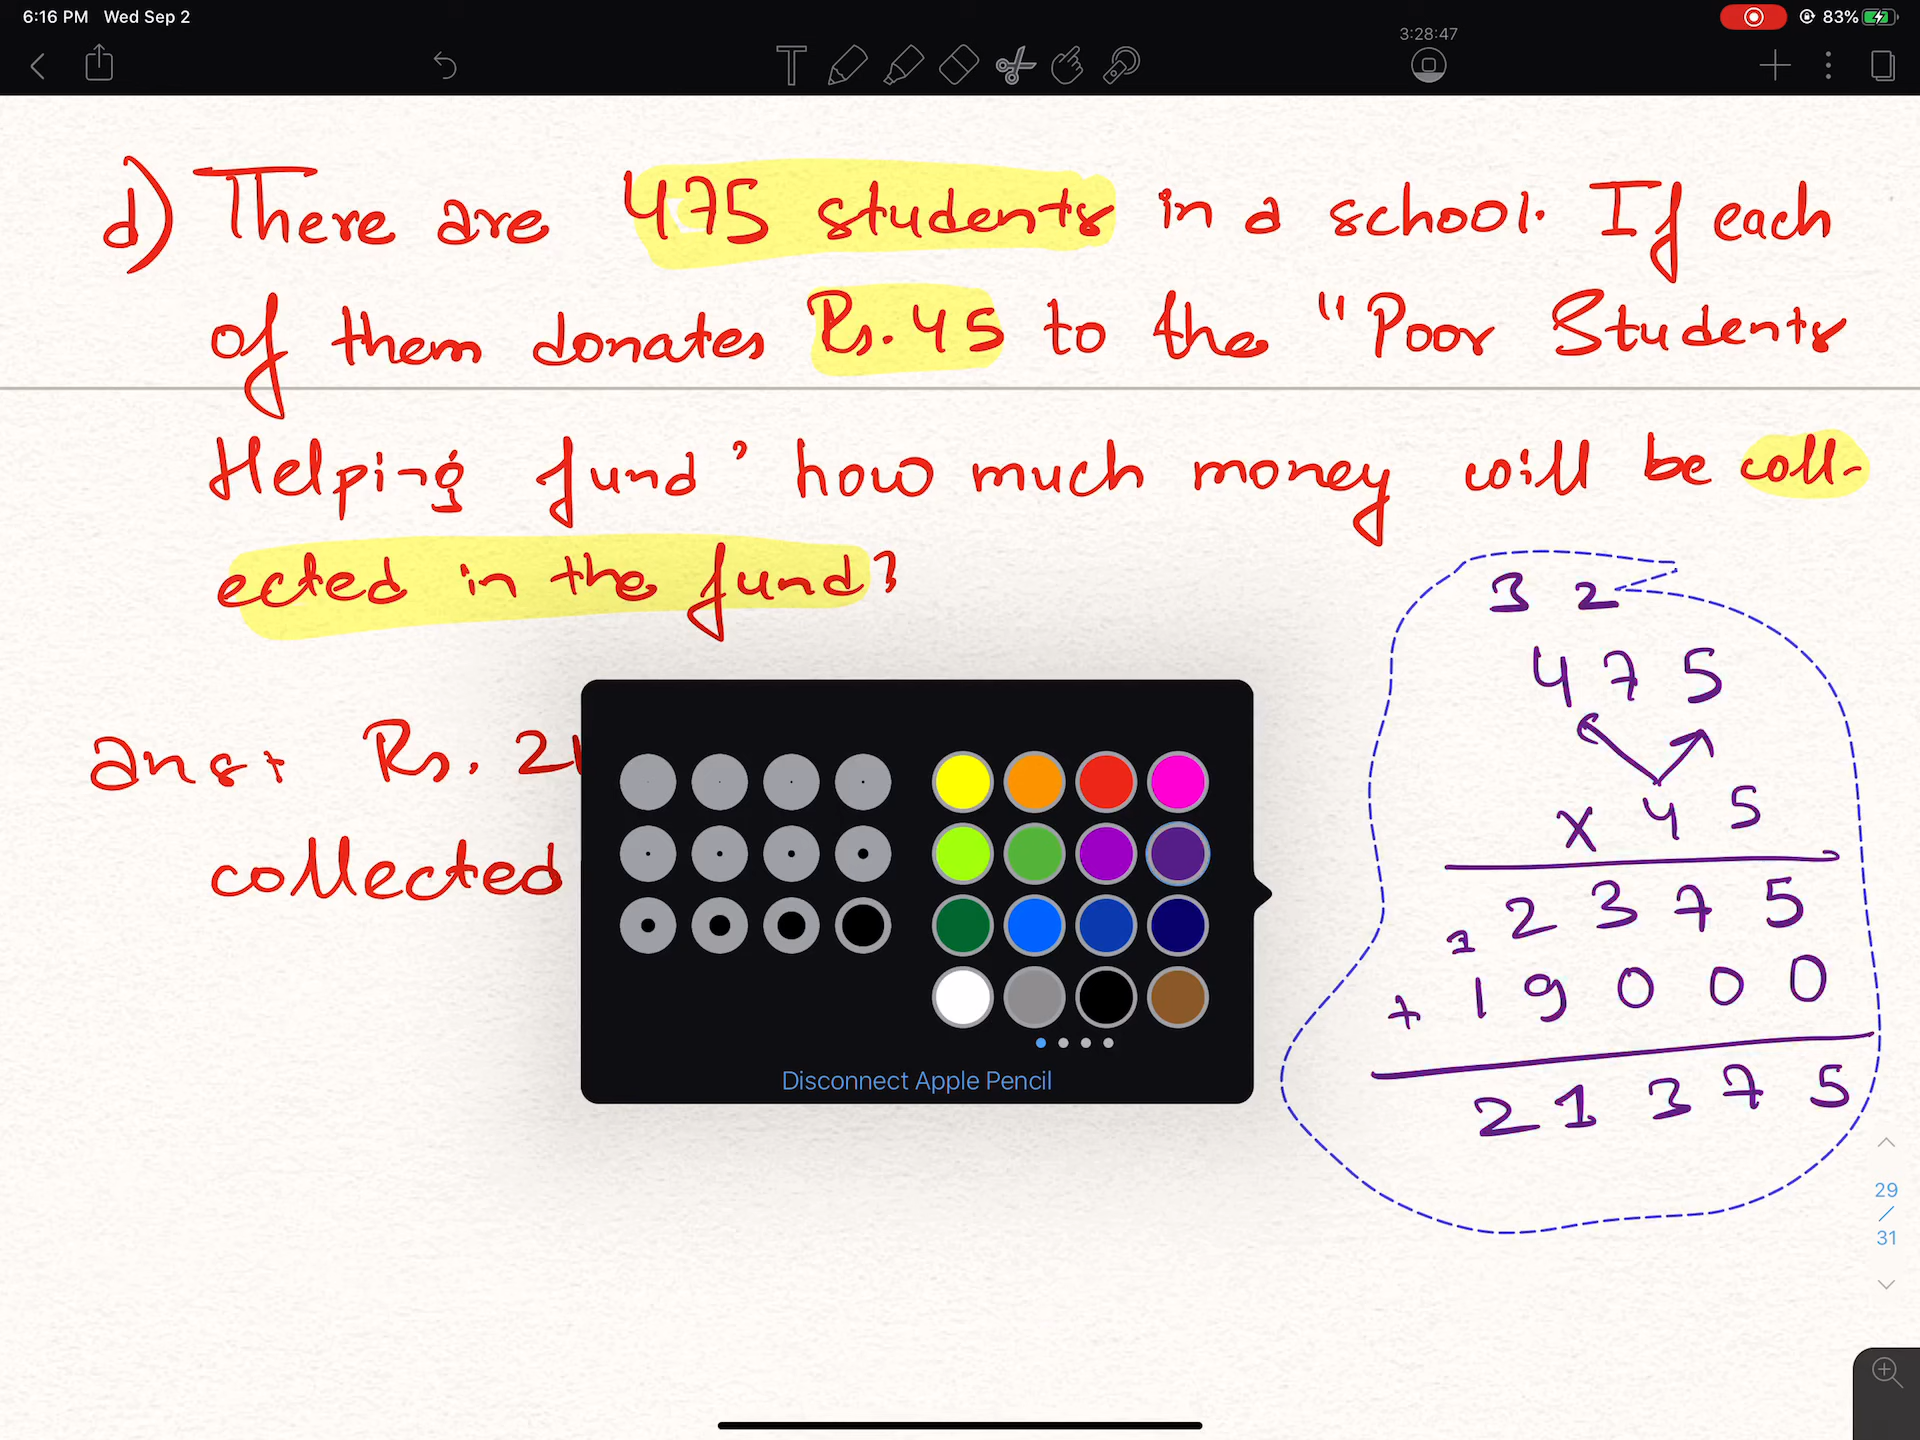 6:16 PM Wed Sep 2
83%
3:28:47
d) There are 475 students in a school. If each
of them donates Rs. 45 to the "Poor Students
Helping fund' how much money will be coll-
ected in the fund?
ans: Rs. 21
collected
3 2
4 7 5
x 4 5
2 3 7 5
1
+ 1 9 0 0 0
2 1 3 7 5
Disconnect Apple Pencil
29
/
31